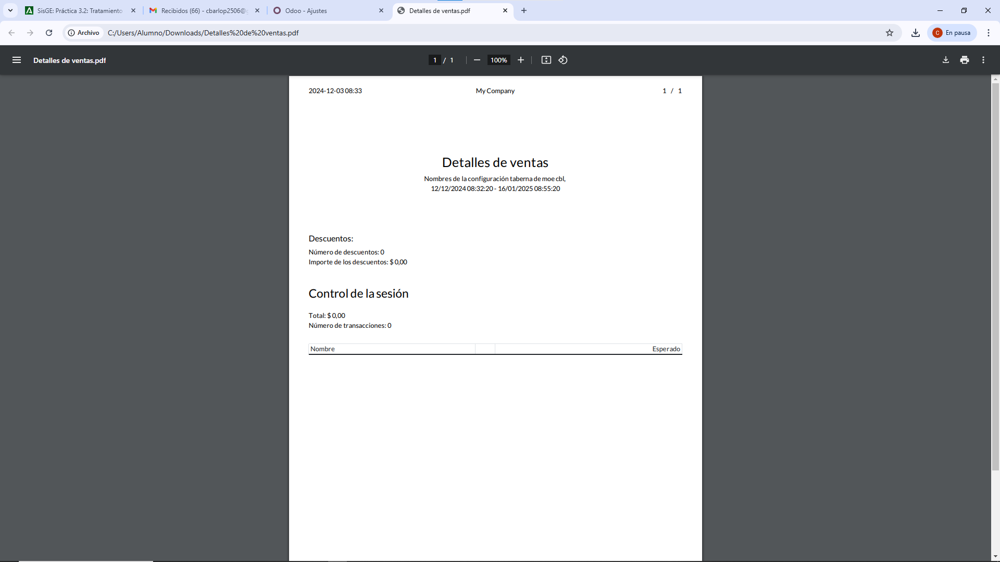 SisGE: Práctica 3.2: Tratamiento
Recibidos (66) - cbarlop2506@
Odoo - Ajustes
Detalles de ventas.pdf
Archivo
C:/Users/Alumno/Downloads/Detalles%20de%20ventas.pdf
C
En pausa
Detalles de ventas.pdf
1 / 1
100%
2024-12-03 08:33
My Company
1 / 1
Detalles de ventas
Nombres de la configuración taberna de moe cbl,
12/12/2024 08:32:20 - 16/01/2025 08:55:20
Descuentos:
Número de descuentos: 0
Importe de los descuentos: $ 0,00
Control de la sesión
Total: $ 0,00
Número de transacciones: 0
Nombre
Esperado